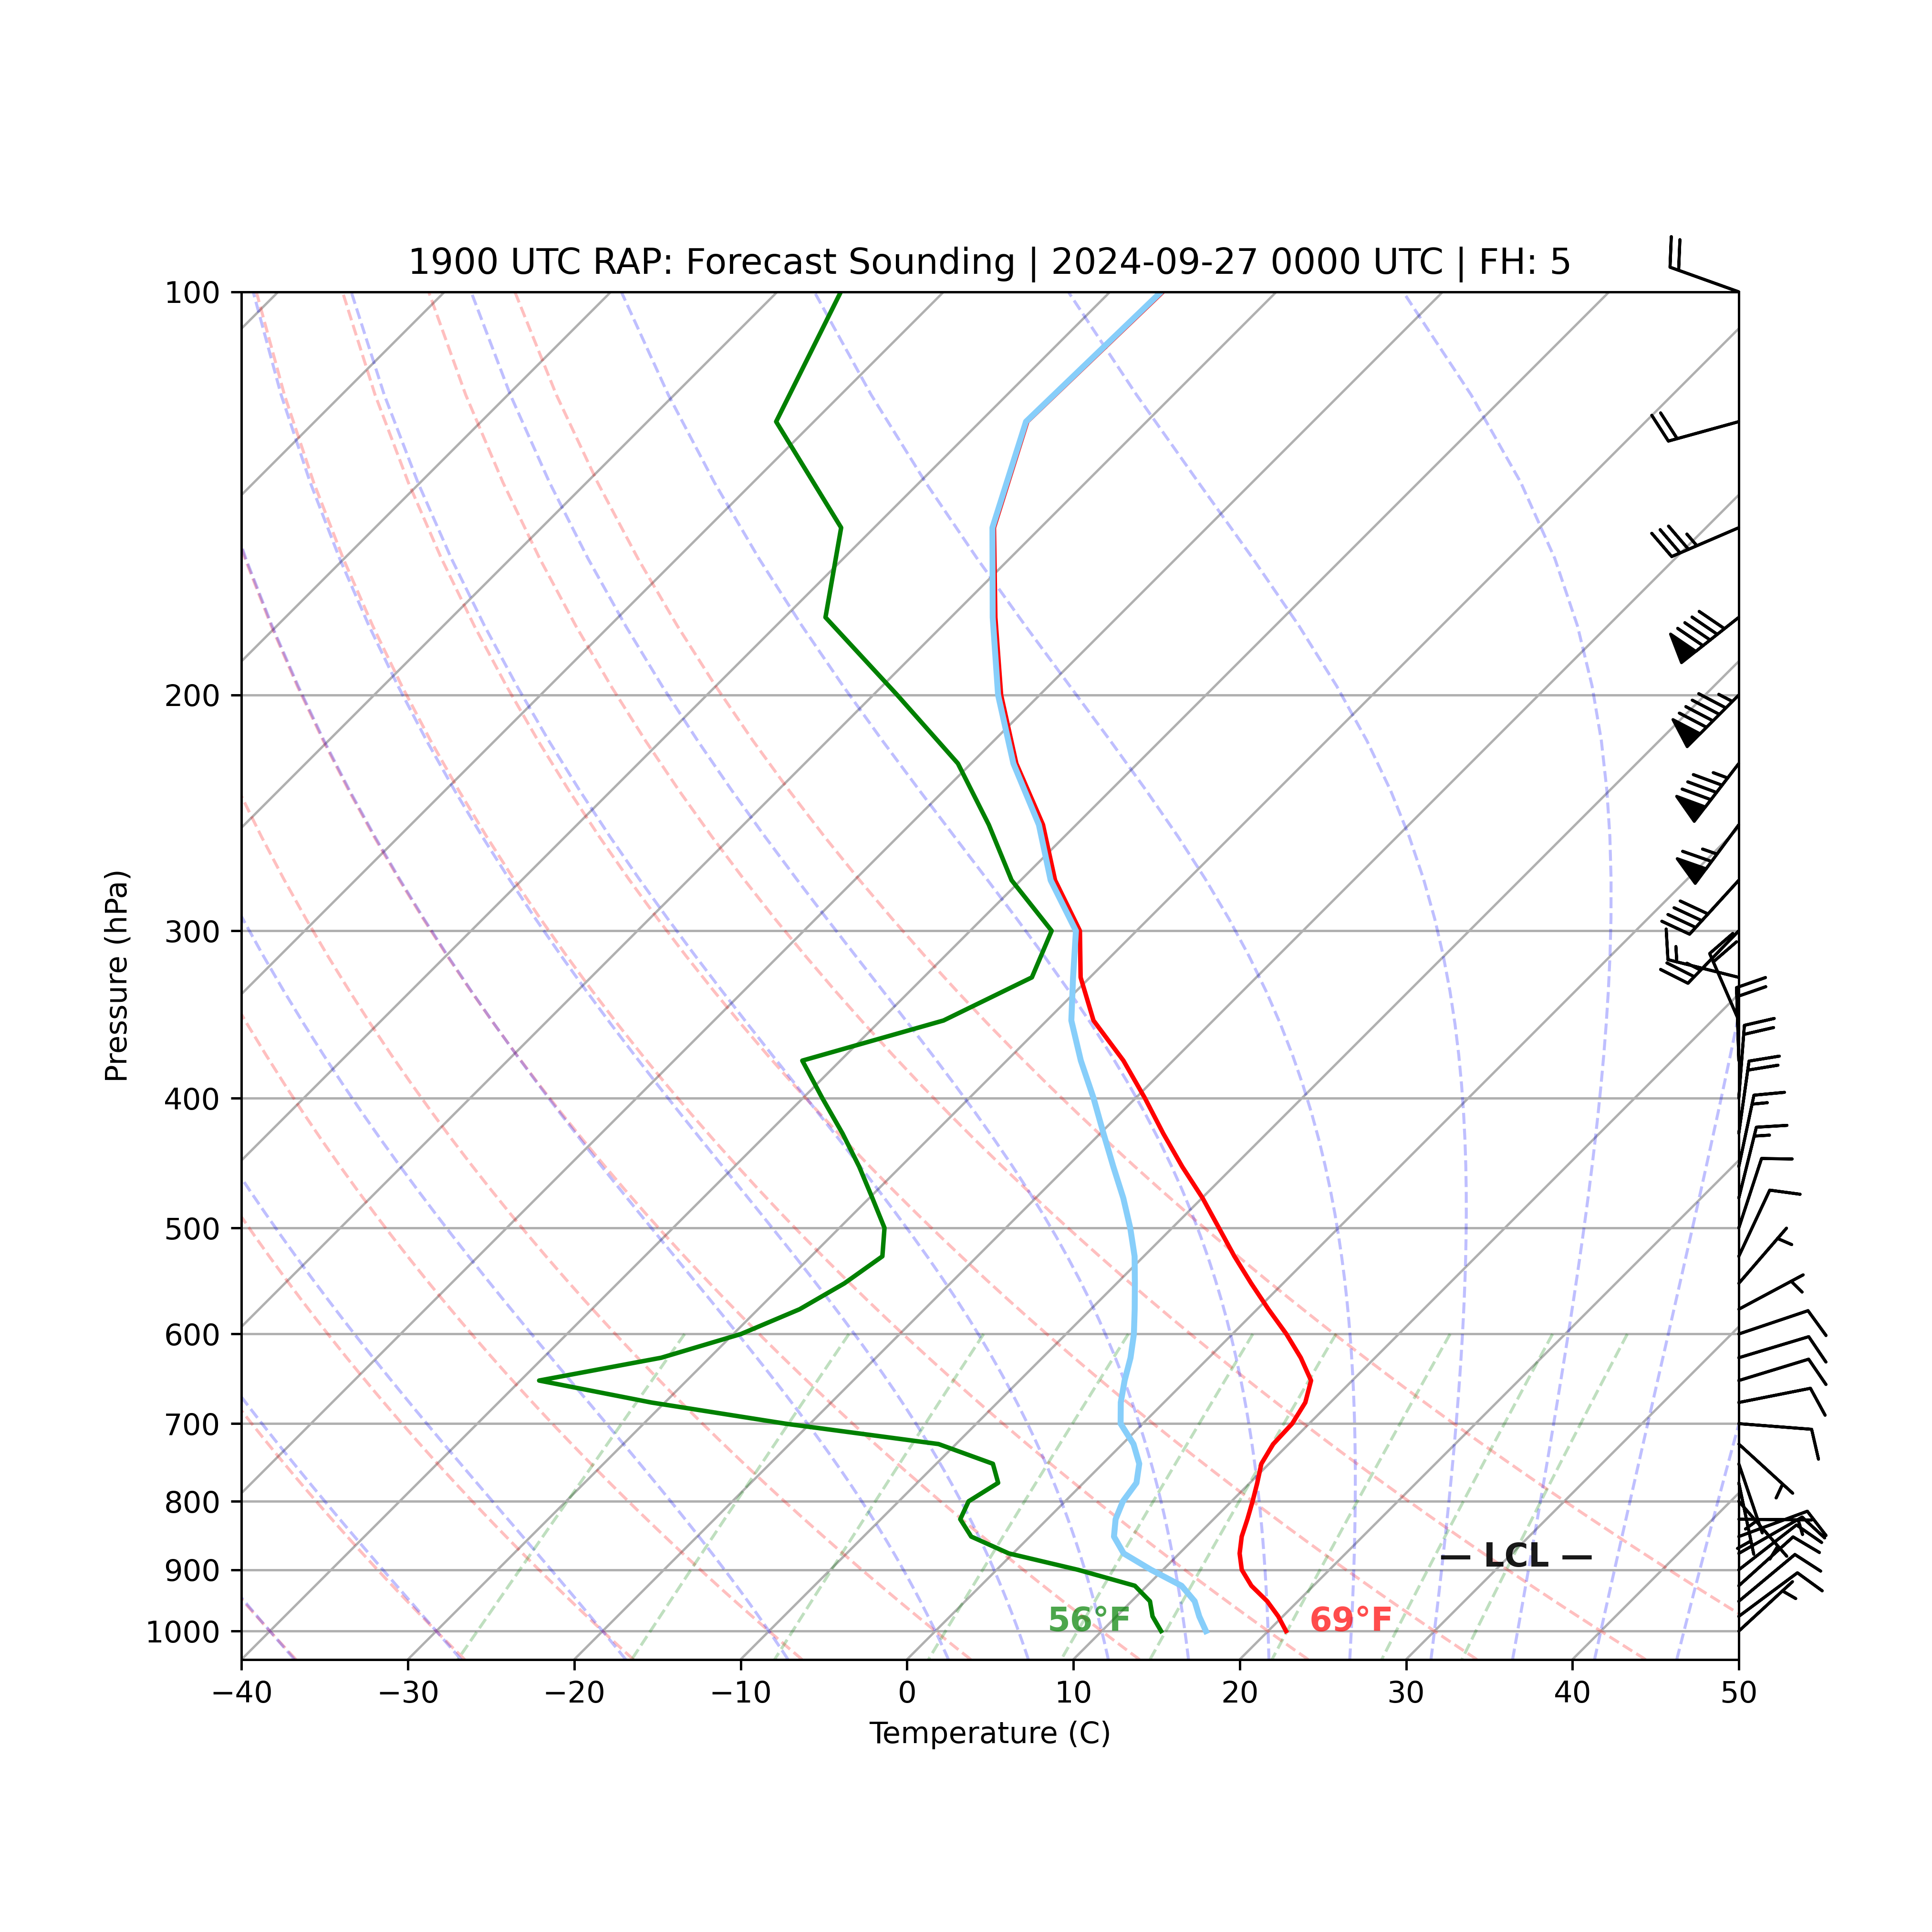 1900 UTC RAP: Forecast Sounding | 2024-09-27 0000 UTC | FH: 5
100
200
300
400
500
600
700
800
900
1000
Pressure (hPa)
— LCL —
56°F 69°F
−40 −30 −20 −10 0 10 20 30 40 50
Temperature (C)